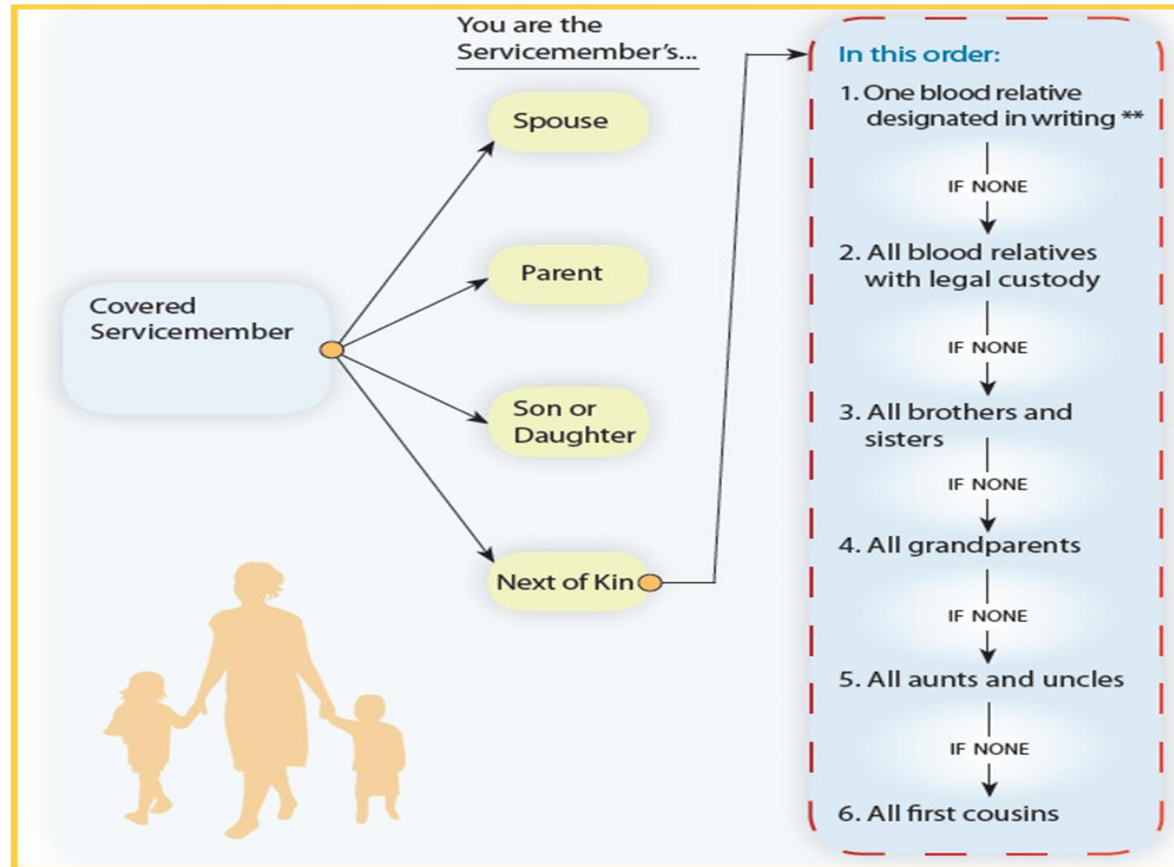 You are the
Servicemember’s...
Spouse
Parent
Son or
Daughter
Next of Kin
Covered
Servicemember
In this order:
1. One blood relative
designated in writing **
IF NONE
2. All blood relatives
with legal custody
IF NONE
3. All brothers and
sisters
IF NONE
4. All grandparents
IF NONE
5. All aunts and uncles
IF NONE
6. All first cousins